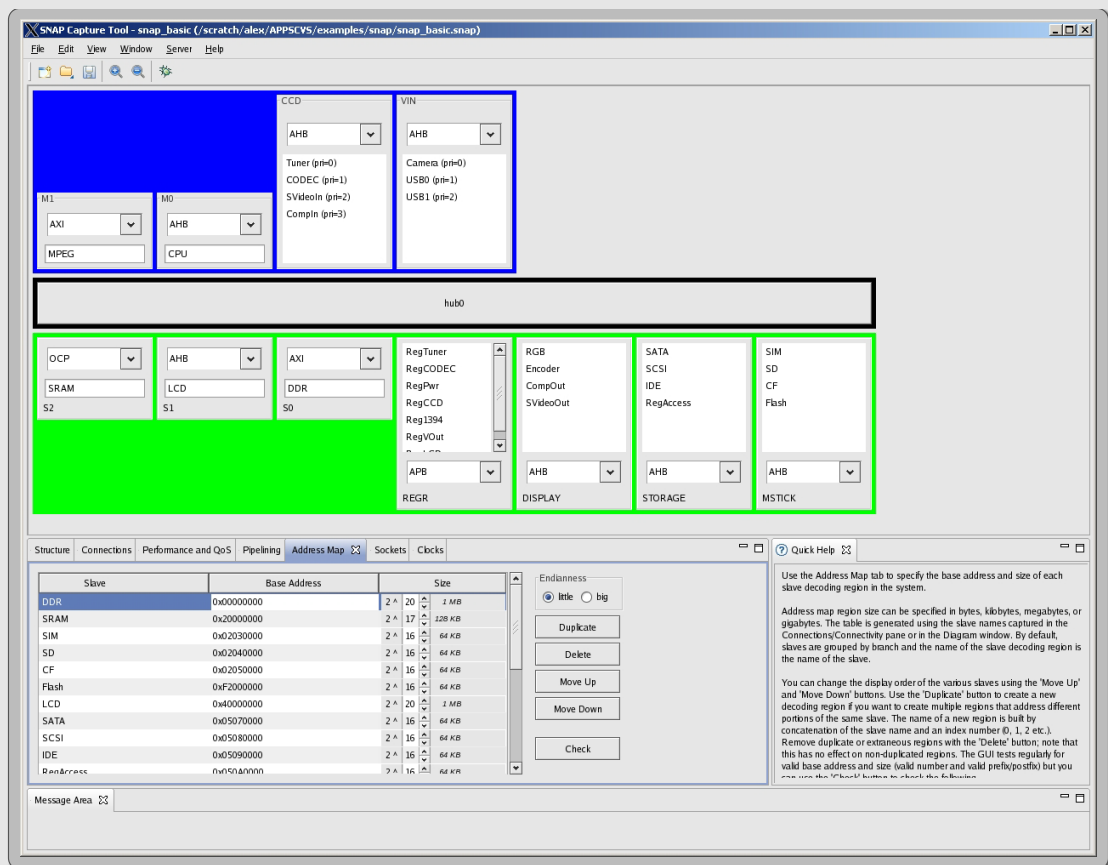 SNAP Capture Tool - snap_basic (/scratch/alex/APPSCVS/examples/snap/snap_basic.snap)
File Edit View Window Server Help
CCD
AHB
Tuner (pri=0)
CODEC (pri=1)
SVideoIn (pri=2)
CompIn (pri=3)
VIN
AHB
Camera (pri=0)
USB0 (pri=1)
USB1 (pri=2)
M1
AXI
MPEG
M0
AHB
CPU
hub0
OCP
SRAM
S2
AHB
LCD
S1
AXI
DDR
S0
RegTuner
RegCODEC
RegPwr
RegCCD
Reg1394
RegVOut
APB
REGR
RGB
Encoder
CompOut
SVideoOut
AHB
DISPLAY
SATA
SCSI
IDE
RegAccess
AHB
STORAGE
SIM
SD
CF
Flash
AHB
MSTICK
Structure Connections Performance and QoS Pipelining Address Map Sockets Clocks
Slave Base Address Size
DDR 0x00000000 2 ^ 20 1 MB
SRAM 0x20000000 2 ^ 17 128 KB
SIM 0x02030000 2 ^ 16 64 KB
SD 0x02040000 2 ^ 16 64 KB
CF 0x02050000 2 ^ 16 64 KB
Flash 0xF2000000 2 ^ 16 64 KB
LCD 0x40000000 2 ^ 20 1 MB
SATA 0x05070000 2 ^ 16 64 KB
SCSI 0x05080000 2 ^ 16 64 KB
IDE 0x05090000 2 ^ 16 64 KB
RegAccess 0x050A0000 2 ^ 16 64 KB
Endianness
little big
Duplicate
Delete
Move Up
Move Down
Check
Quick Help
Use the Address Map tab to specify the base address and size of each
slave decoding region in the system.
Address map region size can be specified in bytes, kilobytes, megabytes, or
gigabytes. The table is generated using the slave names captured in the
Connections/Connectivity pane or in the Diagram window. By default,
slaves are grouped by branch and the name of the slave decoding region is
the name of the slave.
You can change the display order of the various slaves using the 'Move Up'
and 'Move Down' buttons. Use the 'Duplicate' button to create a new
decoding region if you want to create multiple regions that address different
portions of the same slave. The name of a new region is built by
concatenation of the slave name and an index number (0, 1, 2 etc.).
Remove duplicate or extraneous regions with the 'Delete' button; note that
this has no effect on non-duplicated regions. The GUI tests regularly for
valid base address and size (valid number and valid prefix/postfix) but you
can use the 'Check' button to check the following
Message Area